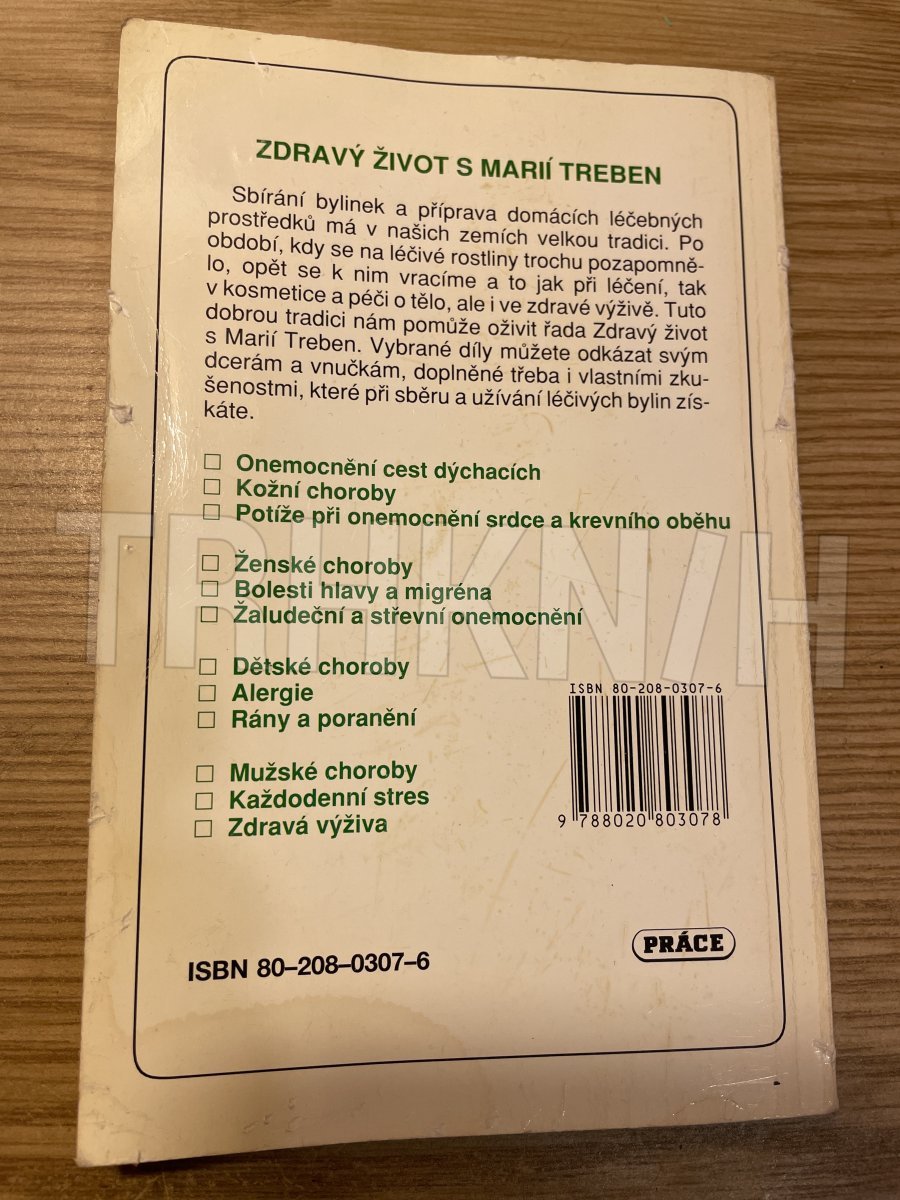 ZDRAVÝ ŽIVOT S MARIÍ TREBEN
Sbírání bylinek a příprava domácích léčebných
prostředků má v našich zemích velkou tradici. Po
období, kdy se na léčivé rostliny trochu pozapomně-
lo, opět se k nim vracíme a to jak při léčení, tak
v kosmetice a péči o tělo, ale i ve zdravé výživě. Tuto
dobrou tradici nám pomůže oživit řada Zdravý život
s Marií Treben. Vybrané díly můžete odkázat svým
dcerám a vnučkám, doplněné třeba i vlastními zku-
šenostmi, které při sběru a užívání léčivých bylin zís-
káte.
□ Onemocnění cest dýchacích
□ Kožní choroby
□ Potíže při onemocnění srdce a krevního oběhu
□ Ženské choroby
□ Bolesti hlavy a migréna
□ Žaludeční a střevní onemocnění
□ Dětské choroby
□ Alergie
□ Rány a poranění
□ Mužské choroby
□ Každodenní stres
□ Zdravá výživa
ISBN 80-208-0307-6
9 788020 803078
PRÁCE
ISBN 80–208–0307–6
TRHKNIH